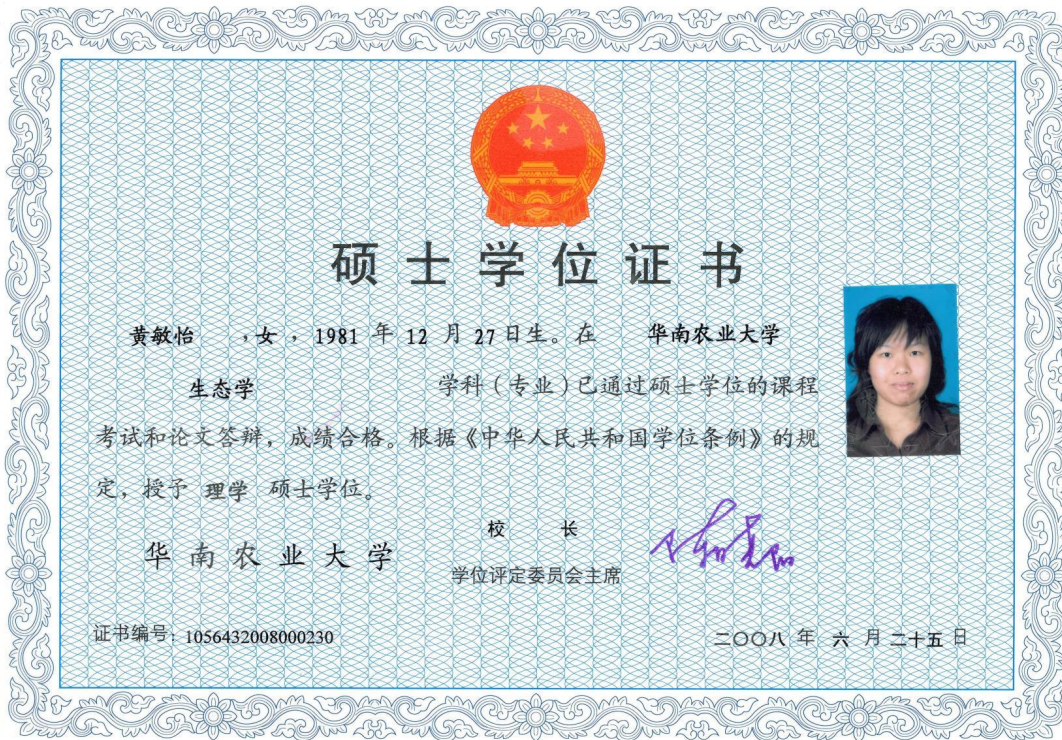 硕士学位证书
黄敏怡 ,女,1981 年 12 月 27日生。在 华南农业大学
生态学 学科(专业)已通过硕士学位的课程
考试和论文答辩,成绩合格。根据《中华人民共和国学位条例》的规
定,授予 理学 硕士学位。
华南农业大学
校 长
学位评定委员会主席
证书编号:1056432008000230
二〇〇八 年 六 月二十五 日